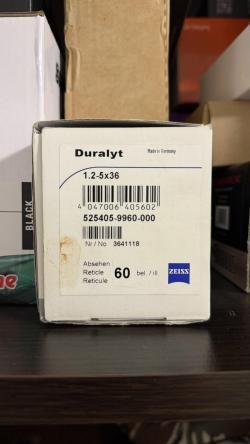 Duralyt
Made in Germany
1.2-5x36
4 047006 405602
525405-9960-000
Nr / No 3641118
Absehen
Reticle 60 bel. / ill.
Reticule
ZEISS
BLACK